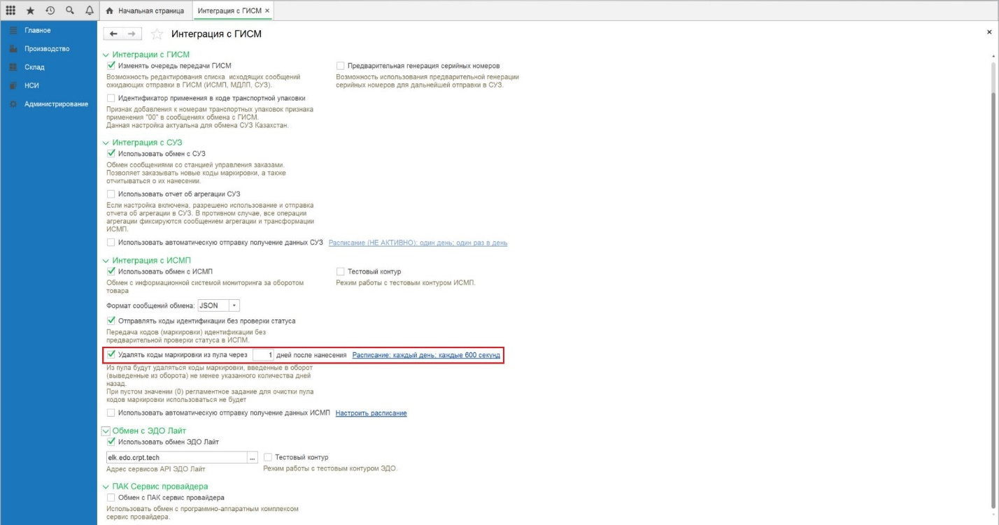 Начальная страница
Интеграция с ГИСМ ×
Главное
Производство
Склад
НСИ
Администрирование
Интеграция с ГИСМ
Интеграции с ГИСМ
Изменять очередь передачи ГИСМ
Предварительная генерация серийных номеров
Возможность редактирования списка исходящих сообщений
ожидающих отправки в ГИСМ (ИСМП, МДЛП, СУЗ).
Возможность использования предварительной генерации
серийных номеров для дальнейшей отправки в СУЗ.
Идентификатор применения в коде транспортной упаковки
Признак добавления к номерам транспортных упаковок признака
применения "00" в сообщениях обмена с ГИСМ.
Данная настройка актуальна для обмена СУЗ Казахстан.
Интеграция с СУЗ
Использовать обмен с СУЗ
Обмен сообщениями со станцией управления заказами.
Позволяет заказывать новые коды маркировки, а также
отчитываться о их нанесении.
Использовать отчет об агрегации СУЗ
Если настройка включена, разрешено использование и отправка
отчета об агрегации в СУЗ. В противном случае, все операции
агрегации фиксируются сообщением агрегации и трансформации
ИСМП.
Использовать автоматическую отправку получение данных СУЗ Расписание (НЕ АКТИВНО): один день; один раз в день
Интеграция с ИСМП
Использовать обмен с ИСМП
Тестовый контур
Обмен с информационной системой мониторинга за оборотом
товара
Режим работы с тестовым контуром ИСМП.
Формат сообщений обмена: JSON
Отправлять коды идентификации без проверки статуса
Передача кодов (маркировки) идентификации без
предварительной проверки статуса в ИСПМ.
Удалять коды маркировки из пула через 1 дней после нанесения Расписание: каждый день; каждые 600 секунд
Из пула будут удаляться коды маркировки, введенные в оборот
(выведенные из оборота) не менее указанного количества дней
назад.
При пустом значении (0) регламентное задание для очистки пула
кодов маркировки использоваться не будет
Использовать автоматическую отправку получение данных ИСМП Настроить расписание
Обмен с ЭДО Лайт
Использовать обмен ЭДО Лайт
elk.edo.crpt.tech ...
Тестовый контур
Адрес сервисов API ЭДО Лайт
Режим работы с тестовым контуром ЭДО.
ПАК Сервис провайдера
Обмен с ПАК сервис провайдера
Использовать обмен с программно-аппаратным комплексом
сервис провайдера.